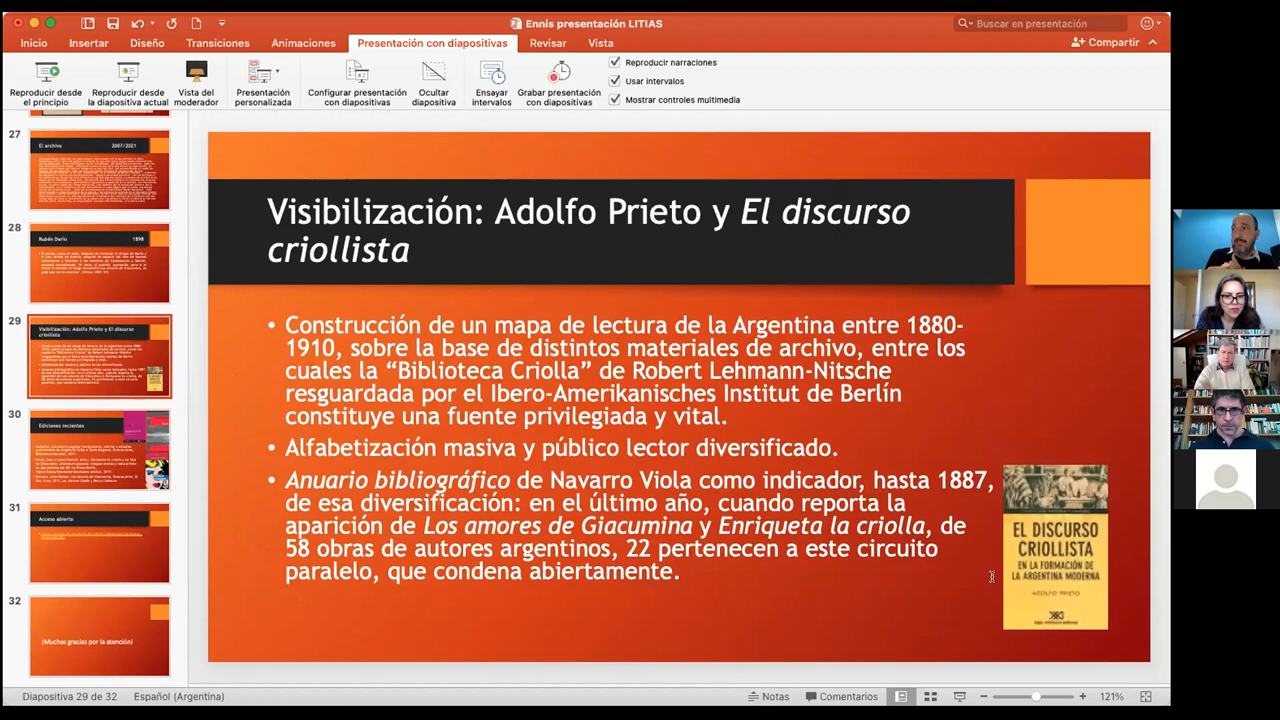 Ennis presentación LITIAS
Buscar en presentación
Inicio Insertar Diseño Transiciones Animaciones Presentación con diapositivas Revisar Vista Compartir
Reproducir desde el principio
Reproducir desde la diapositiva actual
Vista del moderador
Presentación personalizada
Configurar presentación con diapositivas
Ocultar diapositiva
Ensayar intervalos
Grabar presentación con diapositivas
Reproducir narraciones
Usar intervalos
Mostrar controles multimedia
27
El archivo 2007/2021
28
Rubén Darío 1898
29
Visibilización: Adolfo Prieto y El discurso
criollista
30
Ediciones recientes
31
Acceso abierto
32
¡Muchas gracias por la atención!
Visibilización: Adolfo Prieto y El discurso
criollista
• Construcción de un mapa de lectura de la Argentina entre 1880-
1910, sobre la base de distintos materiales de archivo, entre los
cuales la “Biblioteca Criolla” de Robert Lehmann-Nitsche
resguardada por el Ibero-Amerikanisches Institut de Berlín
constituye una fuente privilegiada y vital.
• Alfabetización masiva y público lector diversificado.
• Anuario bibliográfico de Navarro Viola como indicador, hasta 1887,
de esa diversificación: en el último año, cuando reporta la
aparición de Los amores de Giacumina y Enriqueta la criolla, de
58 obras de autores argentinos, 22 pertenecen a este circuito
paralelo, que condena abiertamente.
EL DISCURSO
CRIOLLISTA
EN LA FORMACIÓN DE
LA ARGENTINA MODERNA
ADOLFO PRIETO
Diapositiva 29 de 32 Español (Argentina) Notas Comentarios 121%